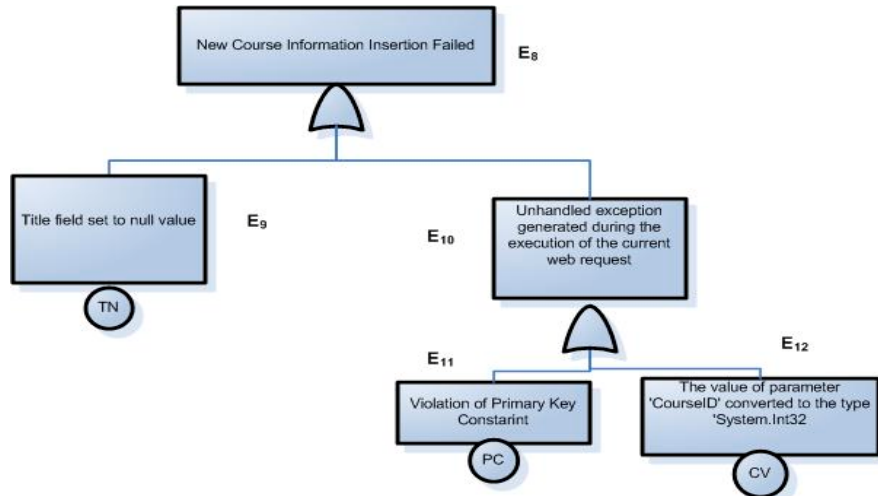 New Course Information Insertion Failed
E8
Title field set to null value
E9
TN
Unhandled exception
generated during the
execution of the current
web request
E10
E11
E12
Violation of Primary Key
Constarint
PC
The value of parameter
'CourseID' converted to the type
'System.Int32
CV